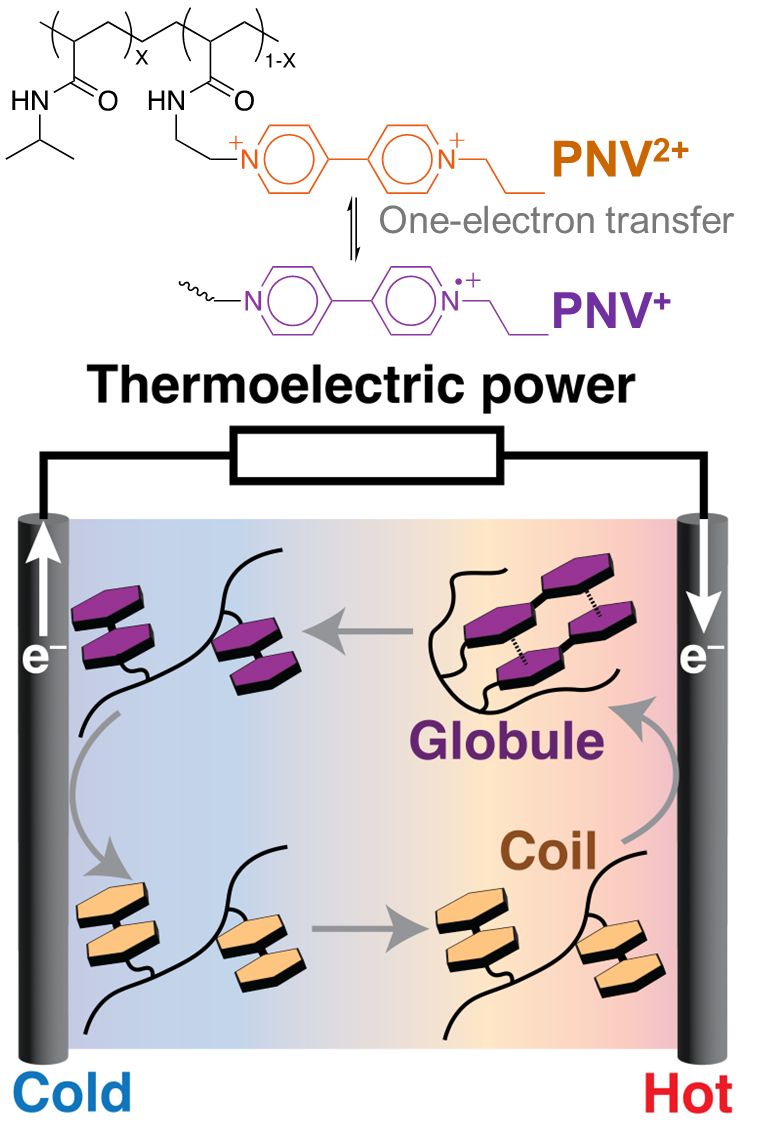 X
1-X
HN
O
HN
O
+
N
N
+
PNV2+
One-electron transfer
N
N
•+
PNV+
Thermoelectric power
e−
e−
Globule
Coil
Cold
Hot